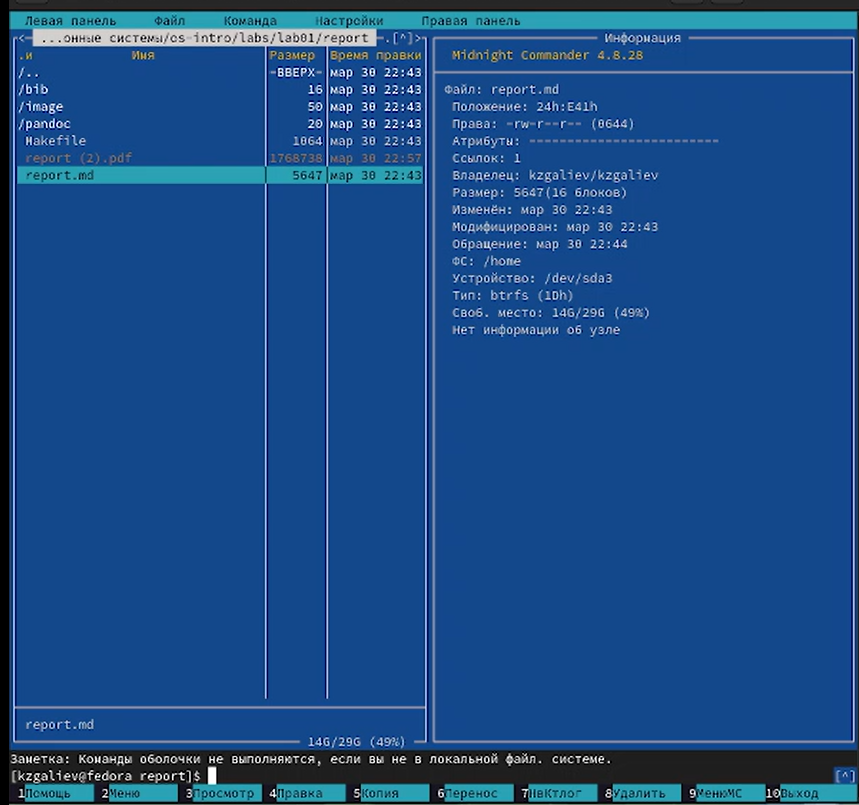 Левая панель Файл Команда Настройки Правая панель
<─ ...онные системы/os-intro/labs/lab01/report ─.[^]>
.и Имя Размер Время правки
/.. -ВВЕРХ- мар 30 22:43
/bib 16 мар 30 22:43
/image 50 мар 30 22:43
/pandoc 20 мар 30 22:43
Makefile 1064 мар 30 22:43
report (2).pdf 1768738 мар 30 22:57
report.md 5647 мар 30 22:43
report.md
14G/29G (49%)
Информация
Midnight Commander 4.8.28
Файл: report.md
Положение: 24h:E41h
Права: -rw-r--r-- (0644)
Атрибуты: -------------------------
Ссылок: 1
Владелец: kzgaliev/kzgaliev
Размер: 5647(16 блоков)
Изменён: мар 30 22:43
Модифицирован: мар 30 22:43
Обращение: мар 30 22:44
ФС: /home
Устройство: /dev/sda3
Тип: btrfs (1Dh)
Своб. место: 14G/29G (49%)
Нет информации об узле
Заметка: Команды оболочки не выполняются, если вы не в локальной файл. системе.
[kzgaliev@fedora report]$ [^]
1Помощь 2Меню 3Просмотр 4Правка 5Копия 6Перенос 7НвКтлог 8Удалить 9МенюMC 10Выход